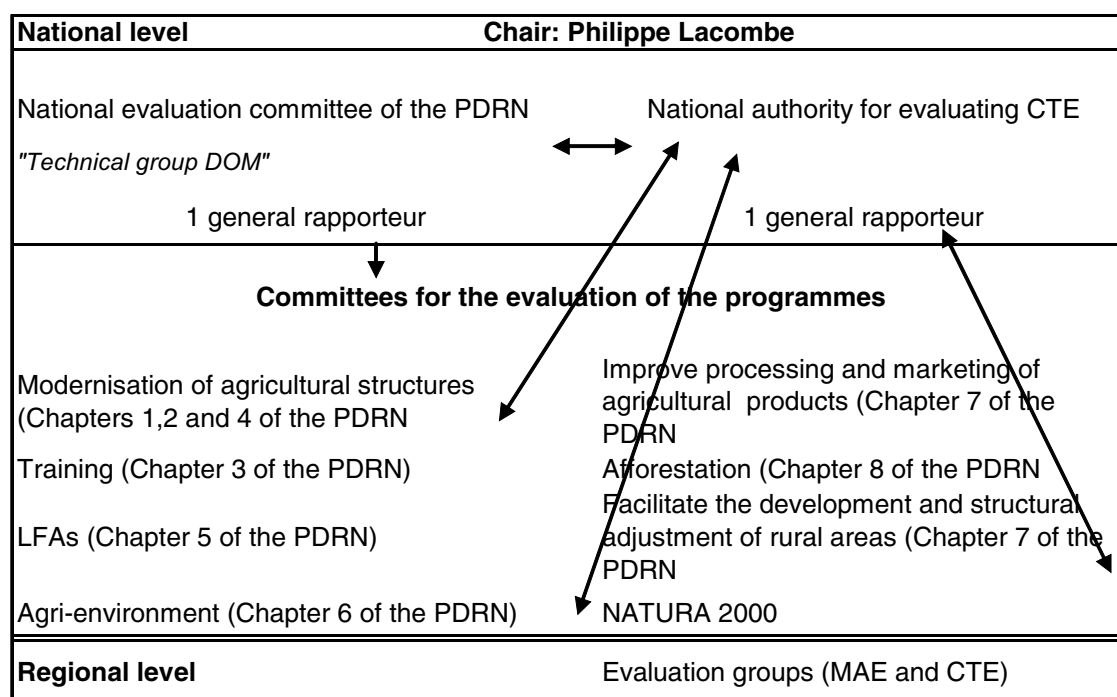 National level Chair: Philippe Lacombe
National evaluation committee of the PDRN National authority for evaluating CTE
"Technical group DOM"
1 general rapporteur 1 general rapporteur
Committees for the evaluation of the programmes
Modernisation of agricultural structures
(Chapters 1,2 and 4 of the PDRN
Improve processing and marketing of
agricultural products (Chapter 7 of the
PDRN
Training (Chapter 3 of the PDRN)
Afforestation (Chapter 8 of the PDRN
LFAs (Chapter 5 of the PDRN)
Facilitate the development and structural
adjustment of rural areas (Chapter 7 of the
PDRN
Agri-environment (Chapter 6 of the PDRN)
NATURA 2000
Regional level Evaluation groups (MAE and CTE)